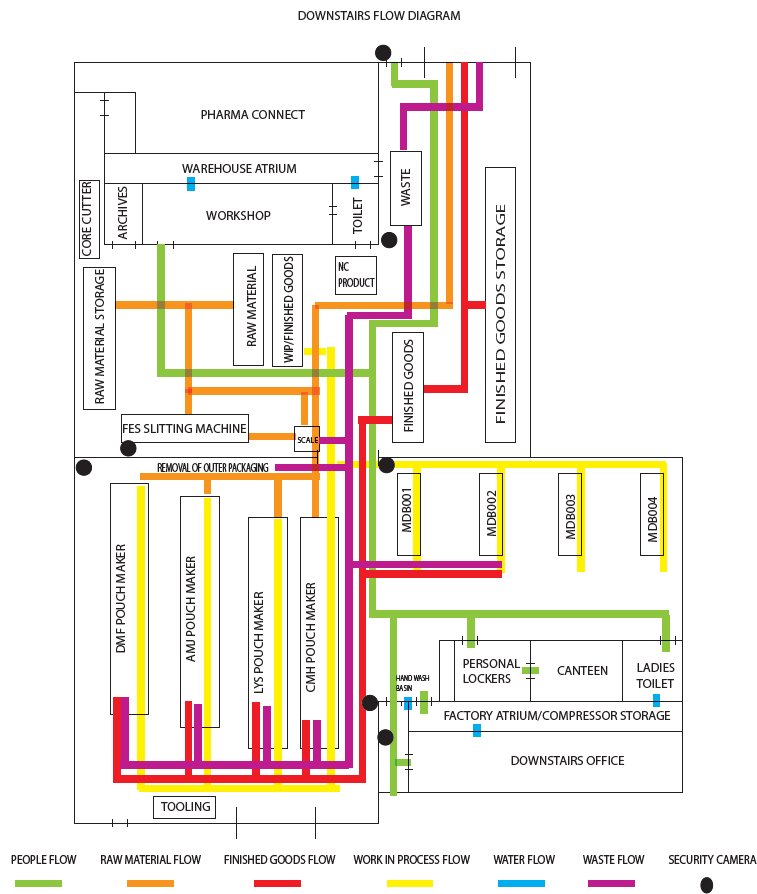 DOWNSTAIRS FLOW DIAGRAM
PHARMA CONNECT
WAREHOUSE ATRIUM
CORE CUTTER
ARCHIVES
WORKSHOP
TOILET
WASTE
FINISHED GOODS STORAGE
RAW MATERIAL STORAGE
RAW MATERIAL
WIP/FINISHED GOODS
NC
PRODUCT
FINISHED GOODS
FES SLITTING MACHINE
SCALE
REMOVAL OF OUTER PACKAGING
MDB001
MDB002
MDB003
MDB004
DMF POUCH MAKER
AMJ POUCH MAKER
LYS POUCH MAKER
CMH POUCH MAKER
PERSONAL
LOCKERS
CANTEEN
LADIES
TOILET
HAND WASH
BASIN
FACTORY ATRIUM/COMPRESSOR STORAGE
DOWNSTAIRS OFFICE
TOOLING
PEOPLE FLOW
RAW MATERIAL FLOW
FINISHED GOODS FLOW
WORK IN PROCESS FLOW
WATER FLOW
WASTE FLOW
SECURITY CAMERA